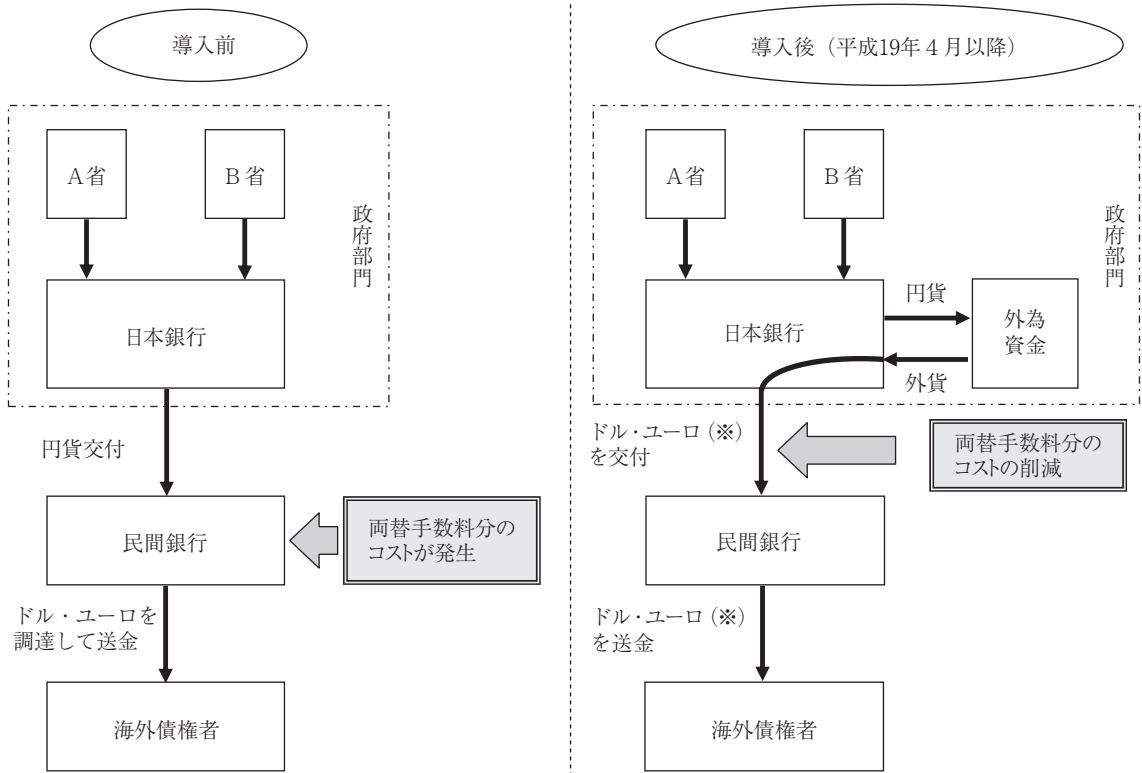 導入前
A省
B省
政府部門
日本銀行
円貨交付
民間銀行
両替手数料分の
コストが発生
ドル・ユーロを
調達して送金
海外債権者
導入後（平成19年４月以降）
A省
B省
政府部門
日本銀行
円貨
外貨
外為
資金
ドル・ユーロ（※）
を交付
両替手数料分の
コストの削減
民間銀行
ドル・ユーロ（※）
を送金
海外債権者